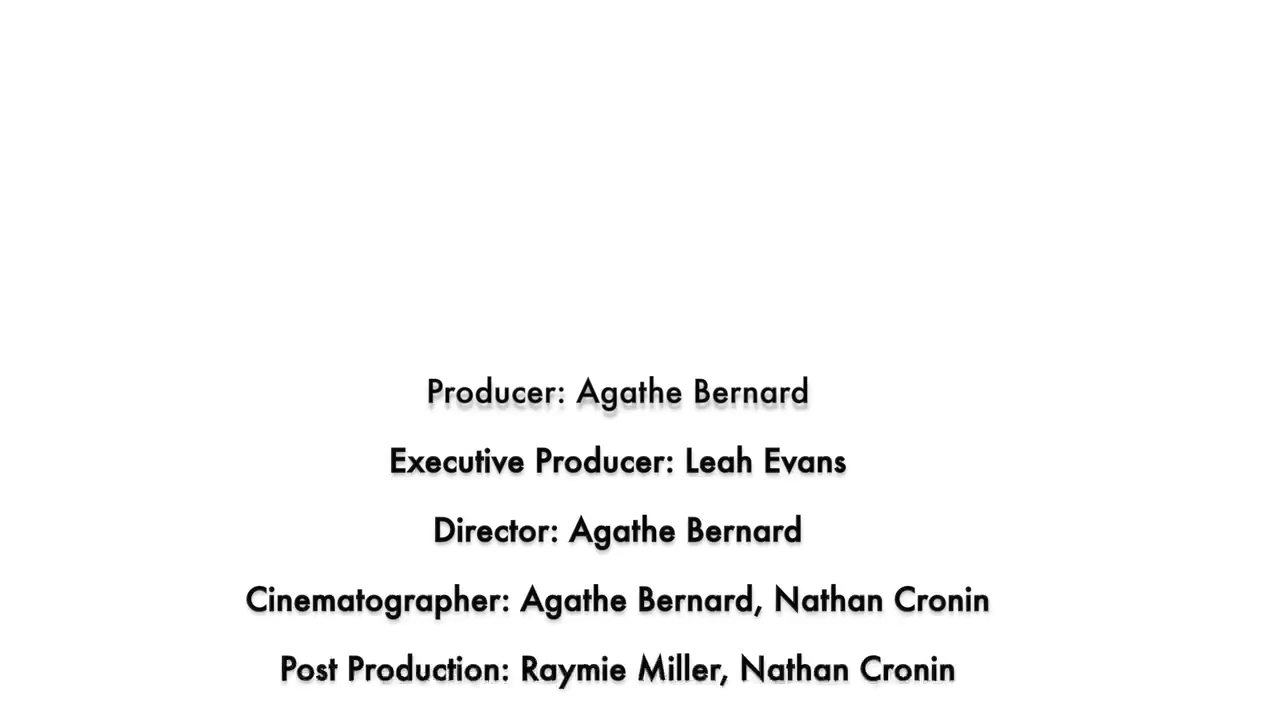 Producer: Agathe Bernard
Executive Producer: Leah Evans
Director: Agathe Bernard
Cinematographer: Agathe Bernard, Nathan Cronin
Post Production: Raymie Miller, Nathan Cronin